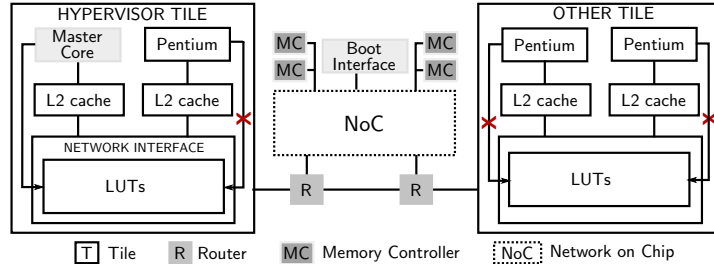 HYPERVISOR TILE
Master
Core
Pentium
L2 cache
L2 cache
NETWORK INTERFACE
LUTs
MC
MC
Boot
Interface
MC
MC
NoC
R
R
OTHER TILE
Pentium
Pentium
L2 cache
L2 cache
LUTs
T Tile
R Router
MC Memory Controller
NoC Network on Chip